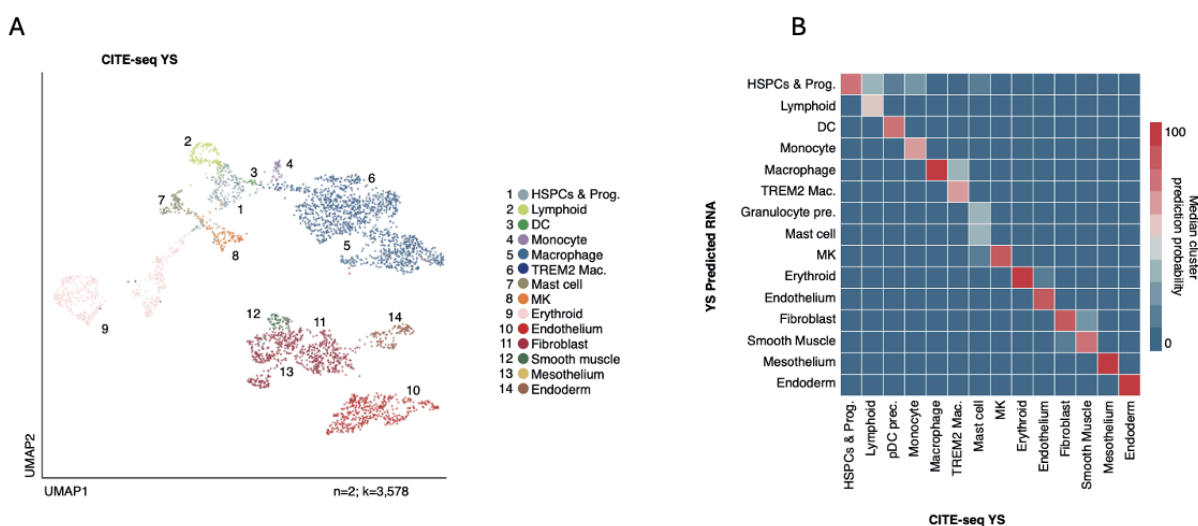 A
CITE-seq YS
2
4
3
6
7
1
5
8
9
12
11
14
13
10
UMAP2
UMAP1
n=2; k=3,578
1 HSPCs & Prog.
2 Lymphoid
3 DC
4 Monocyte
5 Macrophage
6 TREM2 Mac.
7 Mast cell
8 MK
9 Erythroid
10 Endothelium
11 Fibroblast
12 Smooth muscle
13 Mesothelium
14 Endoderm
B
YS Predicted RNA
HSPCs & Prog.
Lymphoid
DC
Monocyte
Macrophage
TREM2 Mac.
Granulocyte pre.
Mast cell
MK
Erythroid
Endothelium
Fibroblast
Smooth Muscle
Mesothelium
Endoderm
HSPCs & Prog.
Lymphoid
pDC prec.
Monocyte
Macrophage
TREM2 Mac.
Mast cell
MK
Erythroid
Endothelium
Fibroblast
Smooth Muscle
Mesothelium
Endoderm
CITE-seq YS
100
0
Median cluster
prediction probability